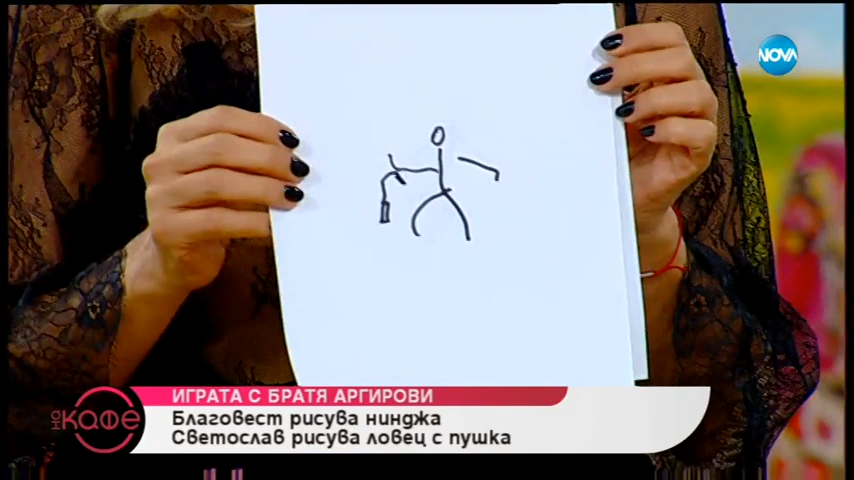 NOVA
ИГРАТА С БРАТЯ АРГИРОВИ
НА КАФЕ
Благовест рисува нинджа
Светослав рисува ловец с пушка